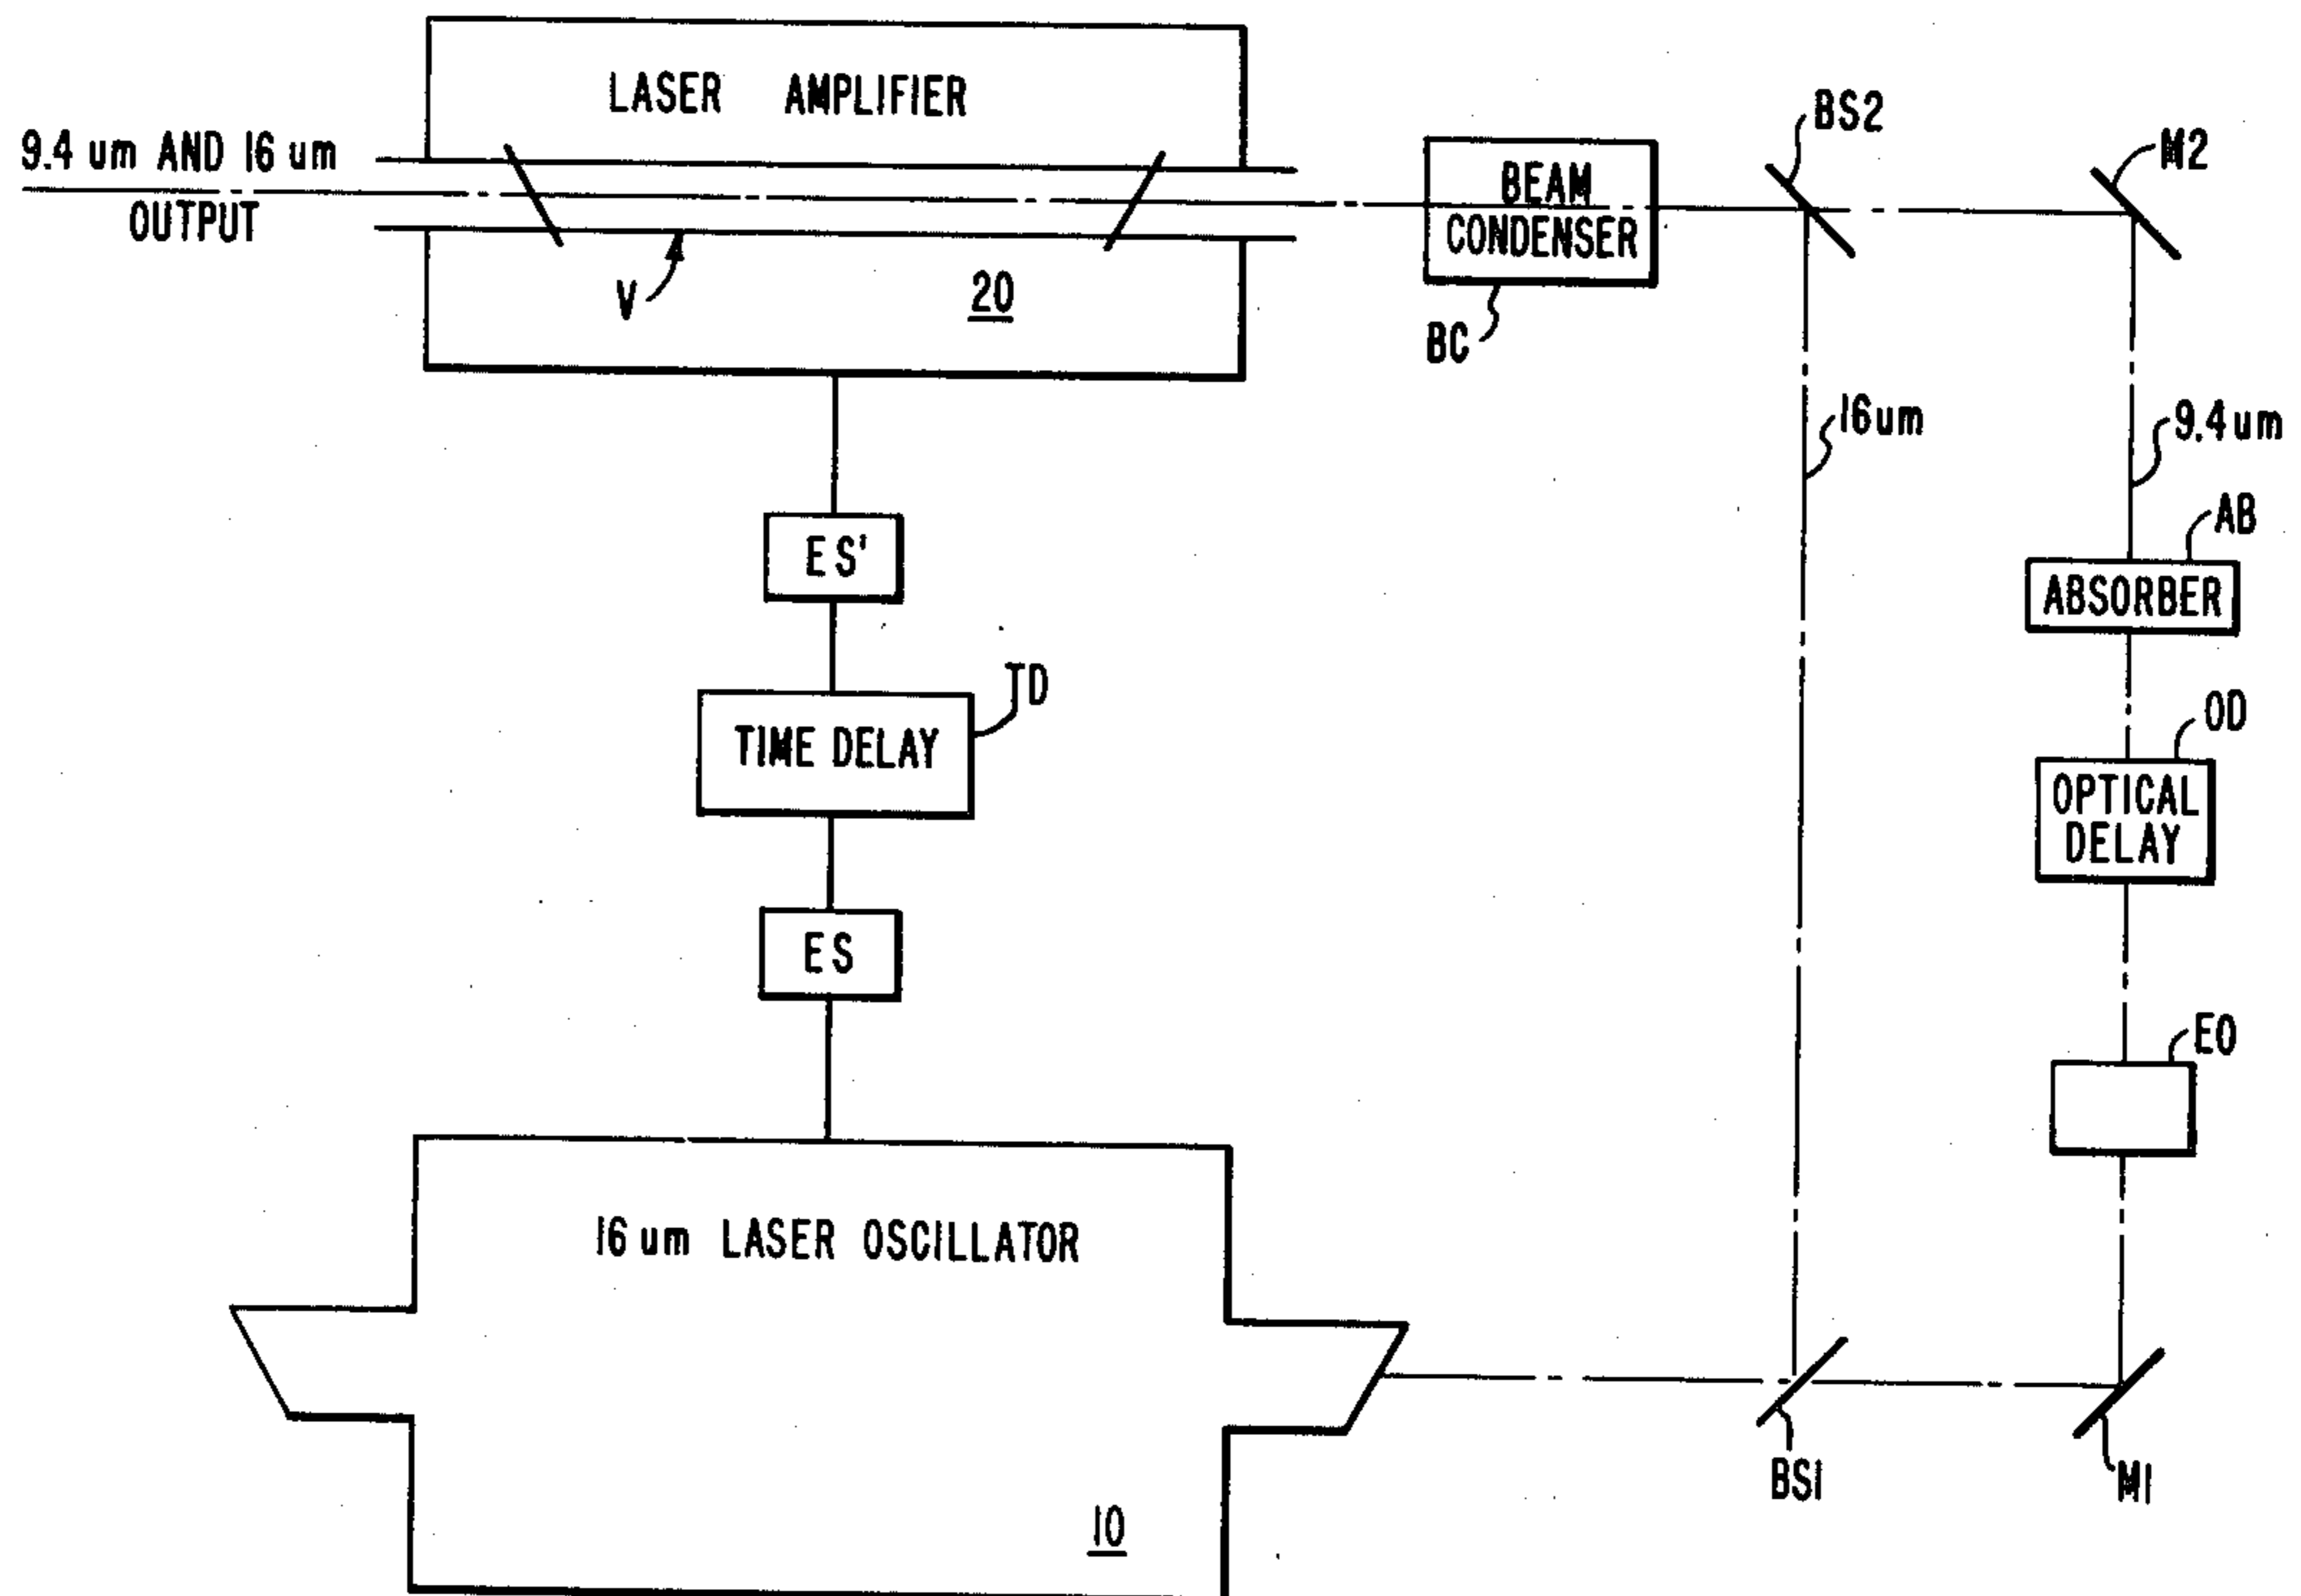 LASER AMPLIFIER
9.4 um AND 16 um
OUTPUT
V
20
BEAM
CONDENSER
BC
BS2
M2
16um
9.4um
AB
ABSORBER
OD
OPTICAL
DELAY
EO
ES'
TD
TIME DELAY
ES
16 um LASER OSCILLATOR
10
BS1
M1